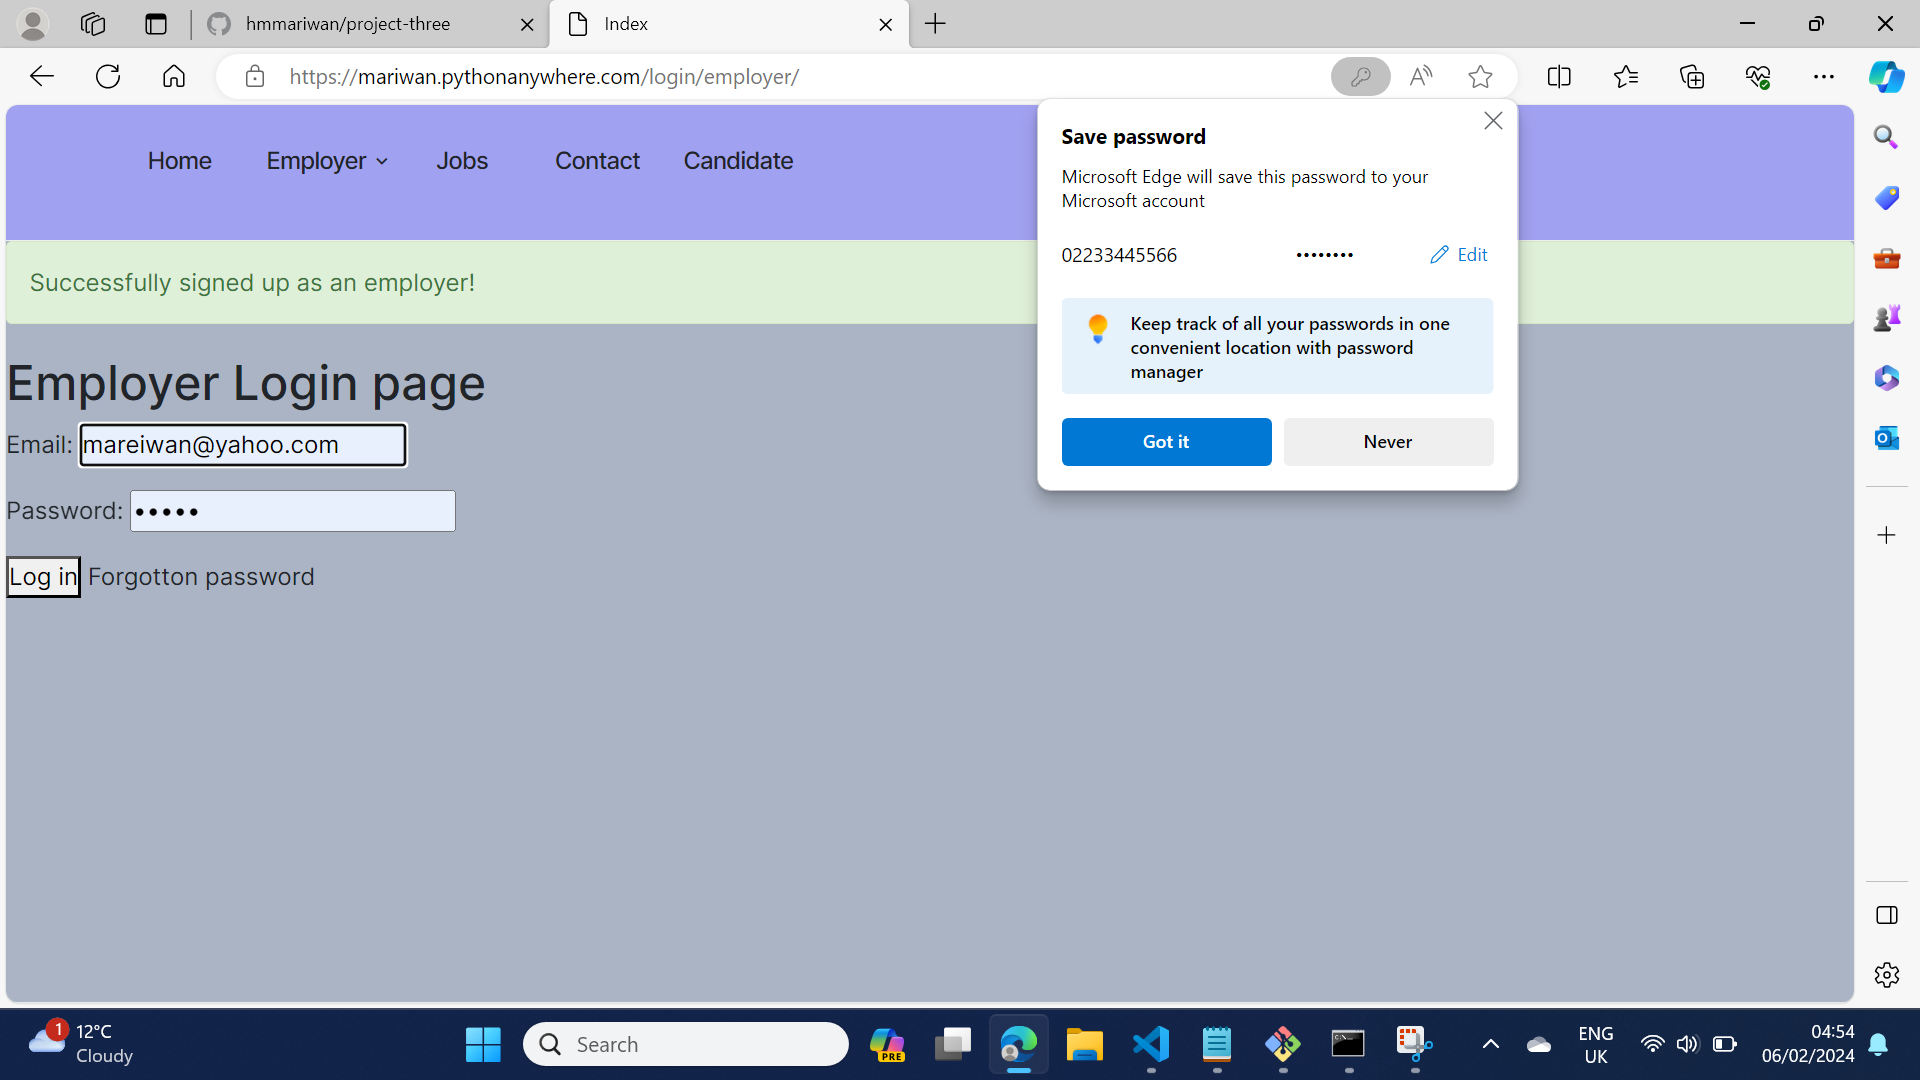 hmmariwan/project-three
Index
https://mariwan.pythonanywhere.com/login/employer/
Home Employer Jobs Contact Candidate
Save password
Microsoft Edge will save this password to your
Microsoft account
02233445566 •••••••• Edit
Keep track of all your passwords in one
convenient location with password
manager
Got it
Never
Successfully signed up as an employer!
Employer Login page
Email: mareiwan@yahoo.com
Password: •••••
Log in Forgotton password
1
12°C
Cloudy
Search
PRE
ENG
UK
04:54
06/02/2024